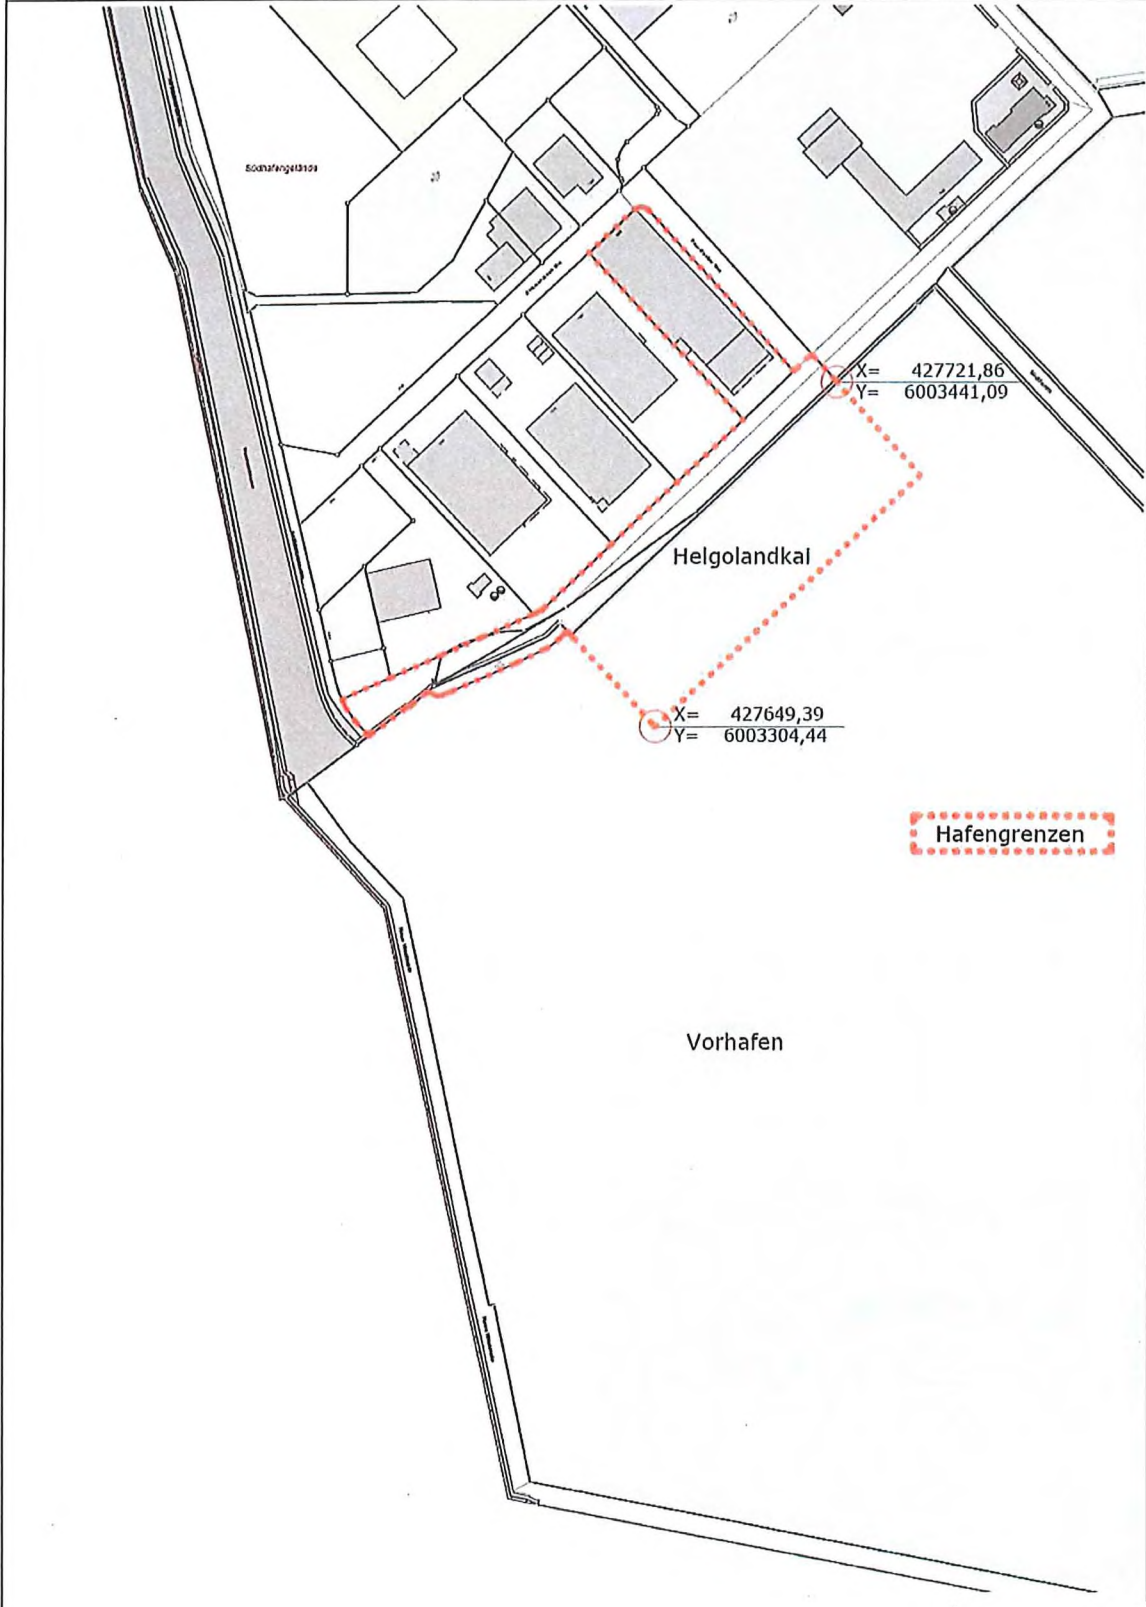 Südhafengelände
X= 427721,86
Y= 6003441,09
Helgolandkai
X= 427649,39
Y= 6003304,44
Hafengrenzen
Vorhafen